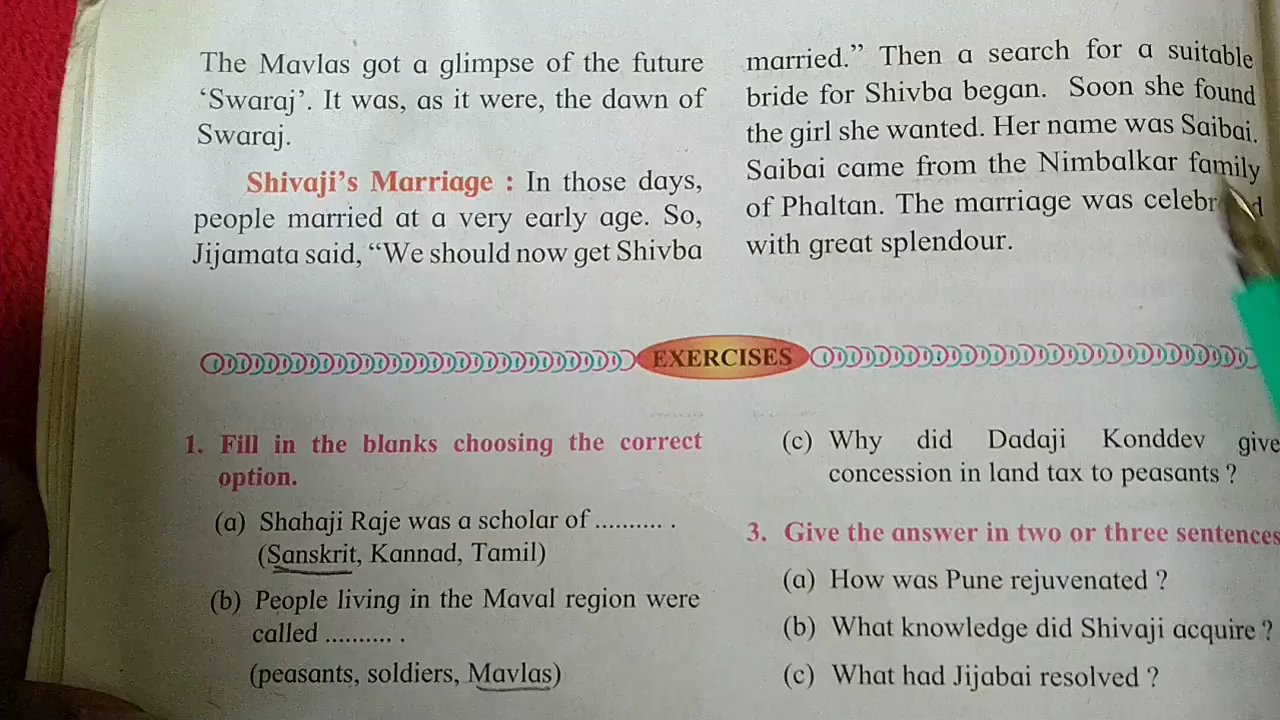 The Mavlas got a glimpse of the future
'Swaraj'. It was, as it were, the dawn of
Swaraj.
Shivaji's Marriage : In those days,
people married at a very early age. So,
Jijamata said, “We should now get Shivba
married.” Then a search for a suitable
bride for Shivba began. Soon she found
the girl she wanted. Her name was Saibai.
Saibai came from the Nimbalkar family
of Phaltan. The marriage was
with great splendour.
EXERCISES
1. Fill in the blanks choosing the correct
option.
(a) Shahaji Raje was a scholar of .......... .
(Sanskrit, Kannad, Tamil)
(b) People living in the Maval region were
called .......... .
(peasants, soldiers, Mavlas)
(c) Why did Dadaji Konddev give
concession in land tax to peasants ?
3. Give the answer in two or three sentences
(a) How was Pune rejuvenated ?
(b) What knowledge did Shivaji acquire ?
(c) What had Jijabai resolved ?